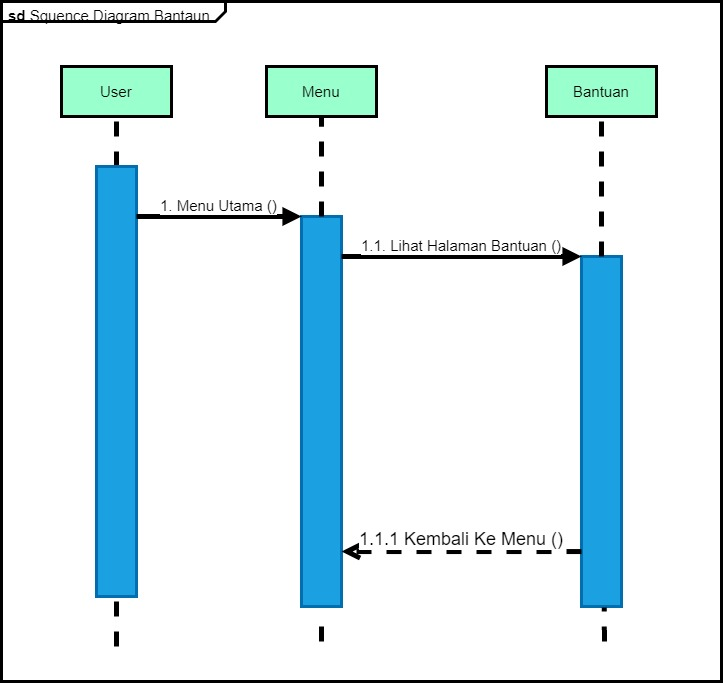 sd Squence Diagram Bantaun
User
Menu
Bantuan
1. Menu Utama ()
1.1. Lihat Halaman Bantuan ()
1.1.1 Kembali Ke Menu ()